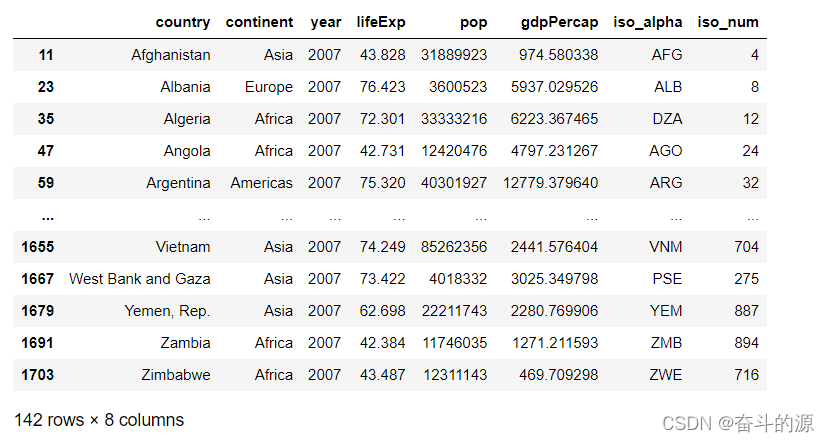 country continent year lifeExp pop gdpPercap iso_alpha iso_num
11 Afghanistan Asia 2007 43.828 31889923 974.580338 AFG 4
23 Albania Europe 2007 76.423 3600523 5937.029526 ALB 8
35 Algeria Africa 2007 72.301 33333216 6223.367465 DZA 12
47 Angola Africa 2007 42.731 12420476 4797.231267 AGO 24
59 Argentina Americas 2007 75.320 40301927 12779.379640 ARG 32
... ... ... ... ... ... ... ... ...
1655 Vietnam Asia 2007 74.249 85262356 2441.576404 VNM 704
1667 West Bank and Gaza Asia 2007 73.422 4018332 3025.349798 PSE 275
1679 Yemen, Rep. Asia 2007 62.698 22211743 2280.769906 YEM 887
1691 Zambia Africa 2007 42.384 11746035 1271.211593 ZMB 894
1703 Zimbabwe Africa 2007 43.487 12311143 469.709298 ZWE 716
142 rows × 8 columns
CSDN @奋斗的源